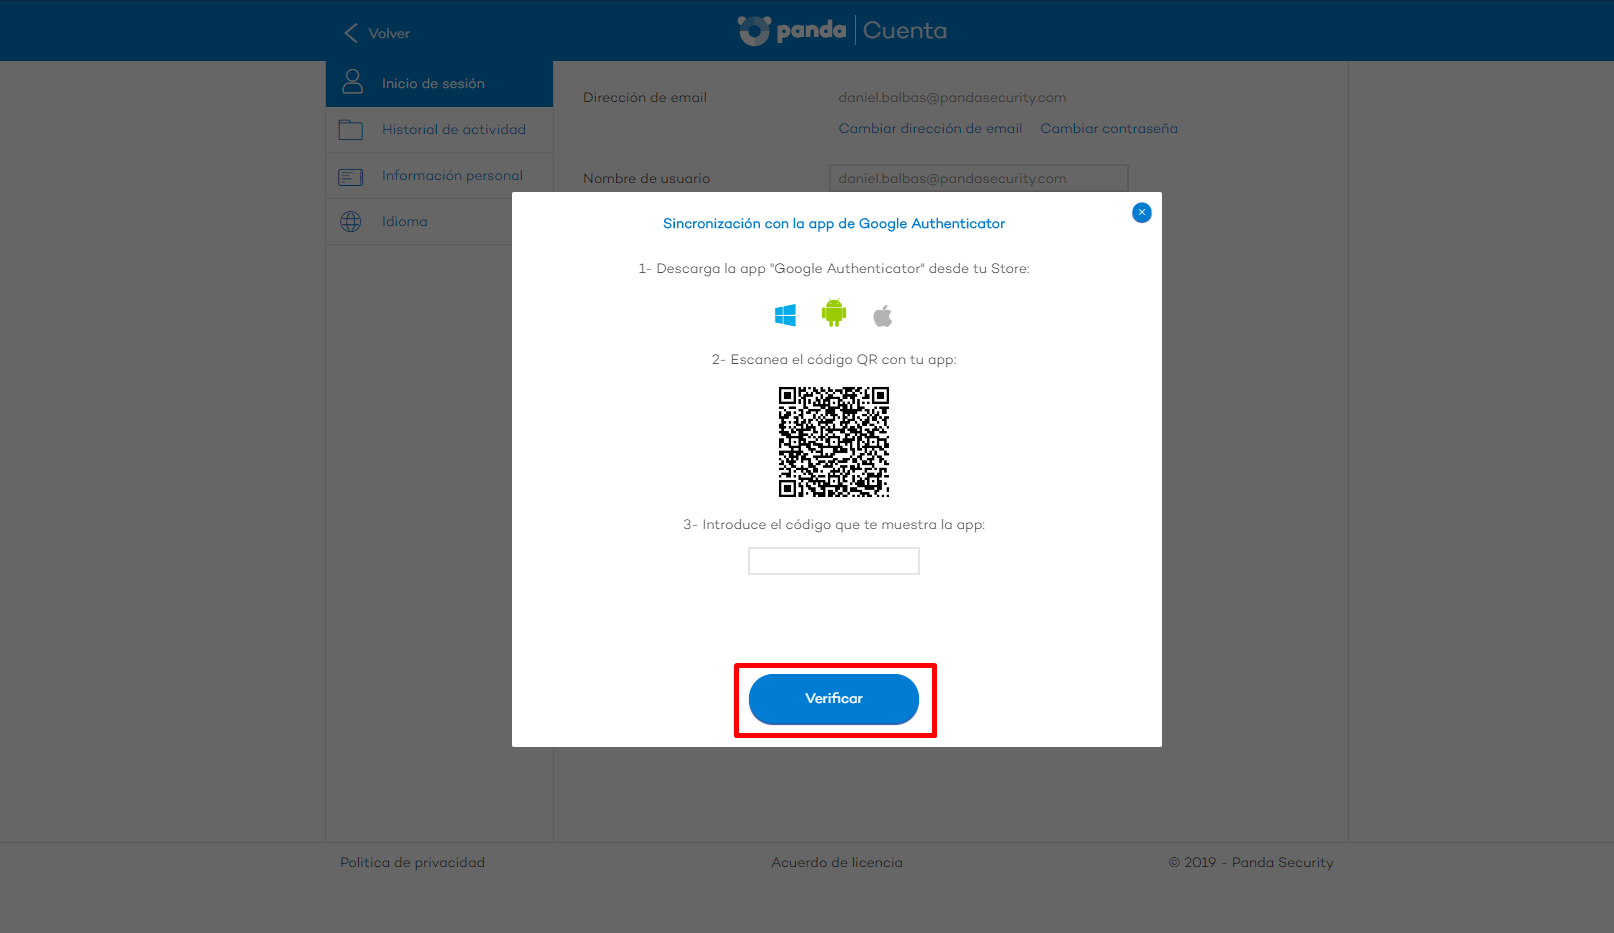 Volver
panda Cuenta
Inicio de sesión
Historial de actividad
Información personal
Idioma
Dirección de email daniel.balbas@pandasecurity.com
Cambiar dirección de email Cambiar contraseña
Nombre de usuario daniel.balbas@pandasecurity.com
Sincronización con la app de Google Authenticator
1- Descarga la app "Google Authenticator" desde tu Store:
2- Escanea el código QR con tu app:
3- Introduce el código que te muestra la app:
Verificar
Politica de privacidad Acuerdo de licencia © 2019 - Panda Security